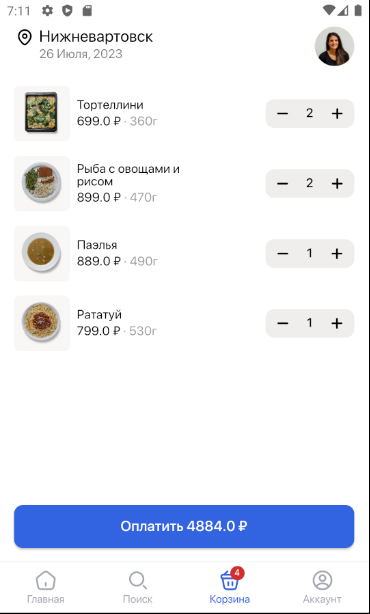 7:11
Нижневартовск
26 Июля, 2023
Тортеллини
699.0 ₽ · 360г
− 2 +
Рыба с овощами и
рисом
899.0 ₽ · 470г
− 2 +
Паэлья
889.0 ₽ · 490г
− 1 +
Рататуй
799.0 ₽ · 530г
− 1 +
Оплатить 4884.0 ₽
4
Главная Поиск Корзина Аккаунт